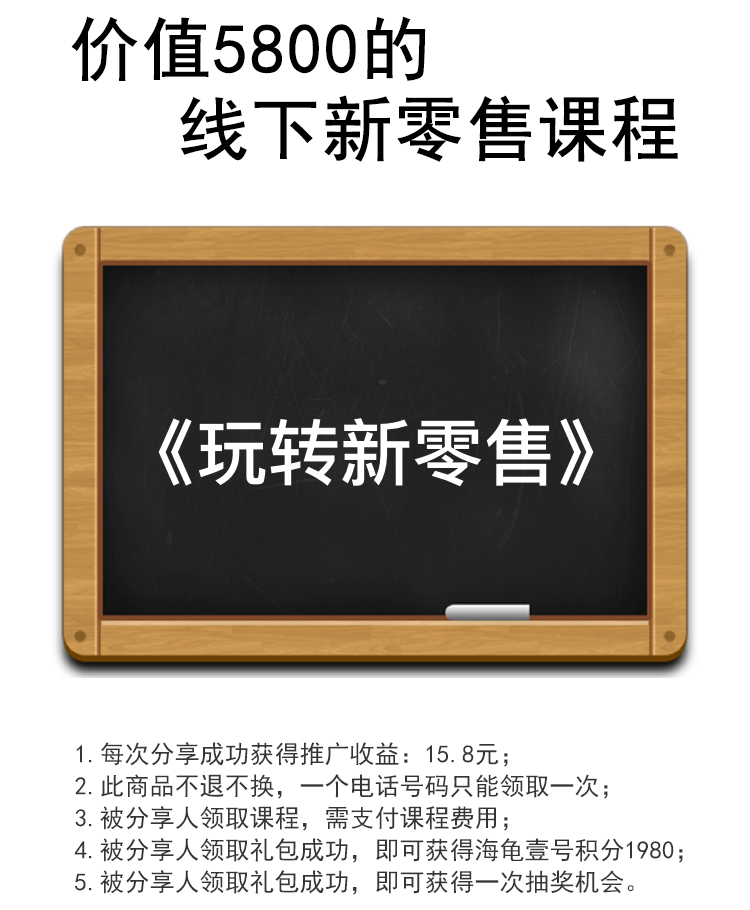 价值5800的
线下新零售课程
《玩转新零售》
1.每次分享成功获得推广收益：15.8元；
2.此商品不退不换，一个电话号码只能领取一次；
3.被分享人领取课程，需支付课程费用；
4.被分享人领取礼包成功，即可获得海龟壹号积分1980；
5.被分享人领取礼包成功，即可获得一次抽奖机会。